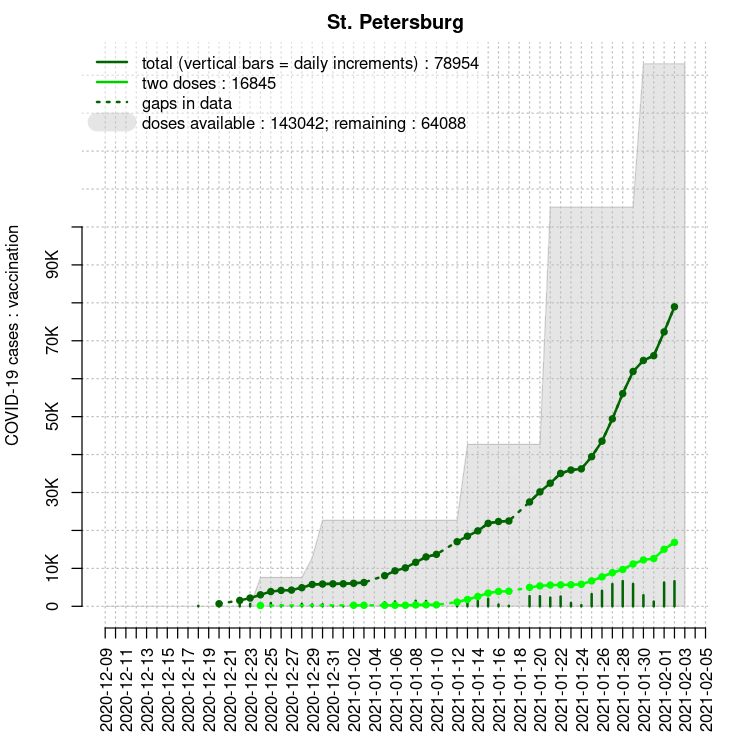 St. Petersburg
total (vertical bars = daily increments) : 78954
two doses : 16845
gaps in data
doses available : 143042; remaining : 64088
COVID-19 cases : vaccination
90K
70K
50K
30K
10K
0
2020-12-09
2020-12-11
2020-12-13
2020-12-15
2020-12-17
2020-12-19
2020-12-21
2020-12-23
2020-12-25
2020-12-27
2020-12-29
2020-12-31
2021-01-02
2021-01-04
2021-01-06
2021-01-08
2021-01-10
2021-01-12
2021-01-14
2021-01-16
2021-01-18
2021-01-20
2021-01-22
2021-01-24
2021-01-26
2021-01-28
2021-01-30
2021-02-01
2021-02-03
2021-02-05